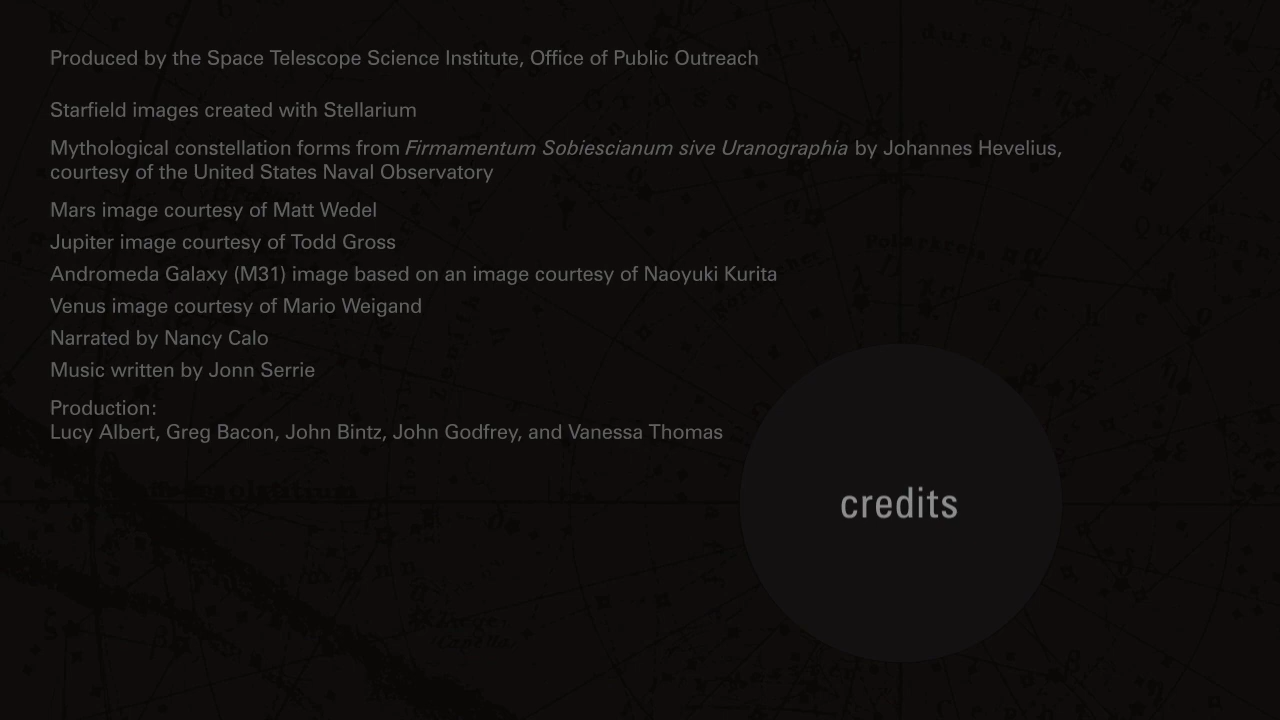 Produced by the Space Telescope Science Institute, Office of Public Outreach
Starfield images created with Stellarium
Mythological constellation forms from Firmamentum Sobiescianum sive Uranographia by Johannes Hevelius,
courtesy of the United States Naval Observatory
Mars image courtesy of Matt Wedel
Jupiter image courtesy of Todd Gross
Andromeda Galaxy (M31) image based on an image courtesy of Naoyuki Kurita
Venus image courtesy of Mario Weigand
Narrated by Nancy Calo
Music written by Jonn Serrie
Production:
Lucy Albert, Greg Bacon, John Bintz, John Godfrey, and Vanessa Thomas
credits